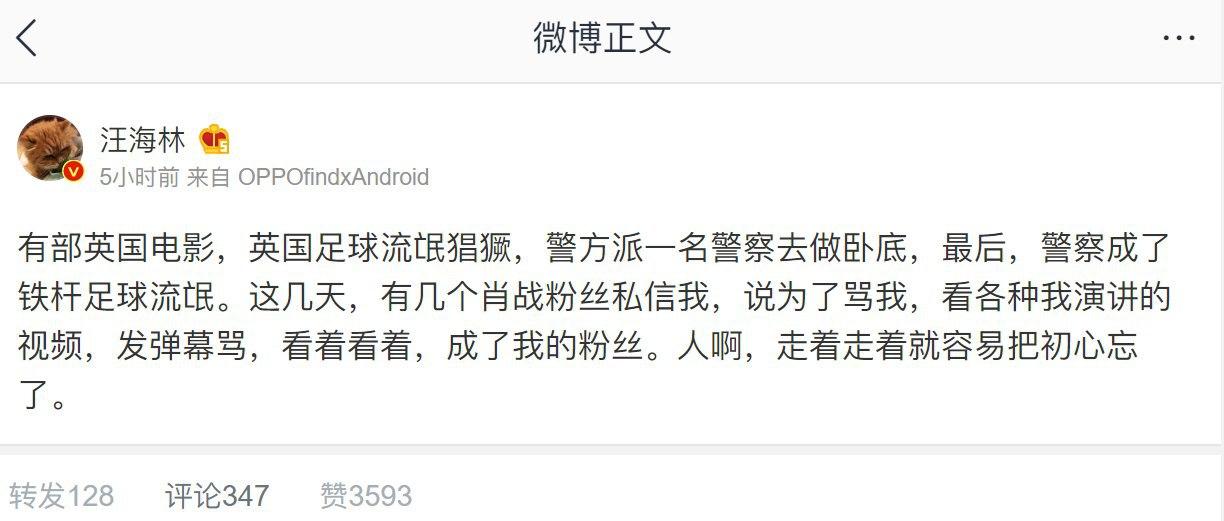 微博正文
汪海林
5小时前 来自 OPPOfindxAndroid
有部英国电影，英国足球流氓猖獗，警方派一名警察去做卧底，最后，警察成了
铁杆足球流氓。这几天，有几个肖战粉丝私信我，说为了骂我，看各种我演讲的
视频，发弹幕骂，看着看着，成了我的粉丝。人啊，走着走着就容易把初心忘
了。
转发128 评论347 赞3593